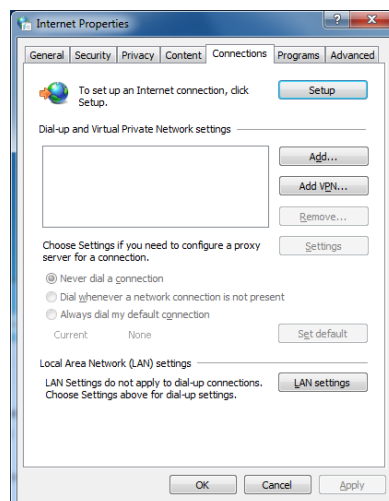 Internet Properties
General Security Privacy Content Connections Programs Advanced
To set up an Internet connection, click
Setup.
Setup
Dial-up and Virtual Private Network settings
Add...
Add VPN...
Remove...
Choose Settings if you need to configure a proxy
server for a connection.
Settings
Never dial a connection
Dial whenever a network connection is not present
Always dial my default connection
Current None
Set default
Local Area Network (LAN) settings
LAN Settings do not apply to dial-up connections.
Choose Settings above for dial-up settings.
LAN settings
OK Cancel Apply